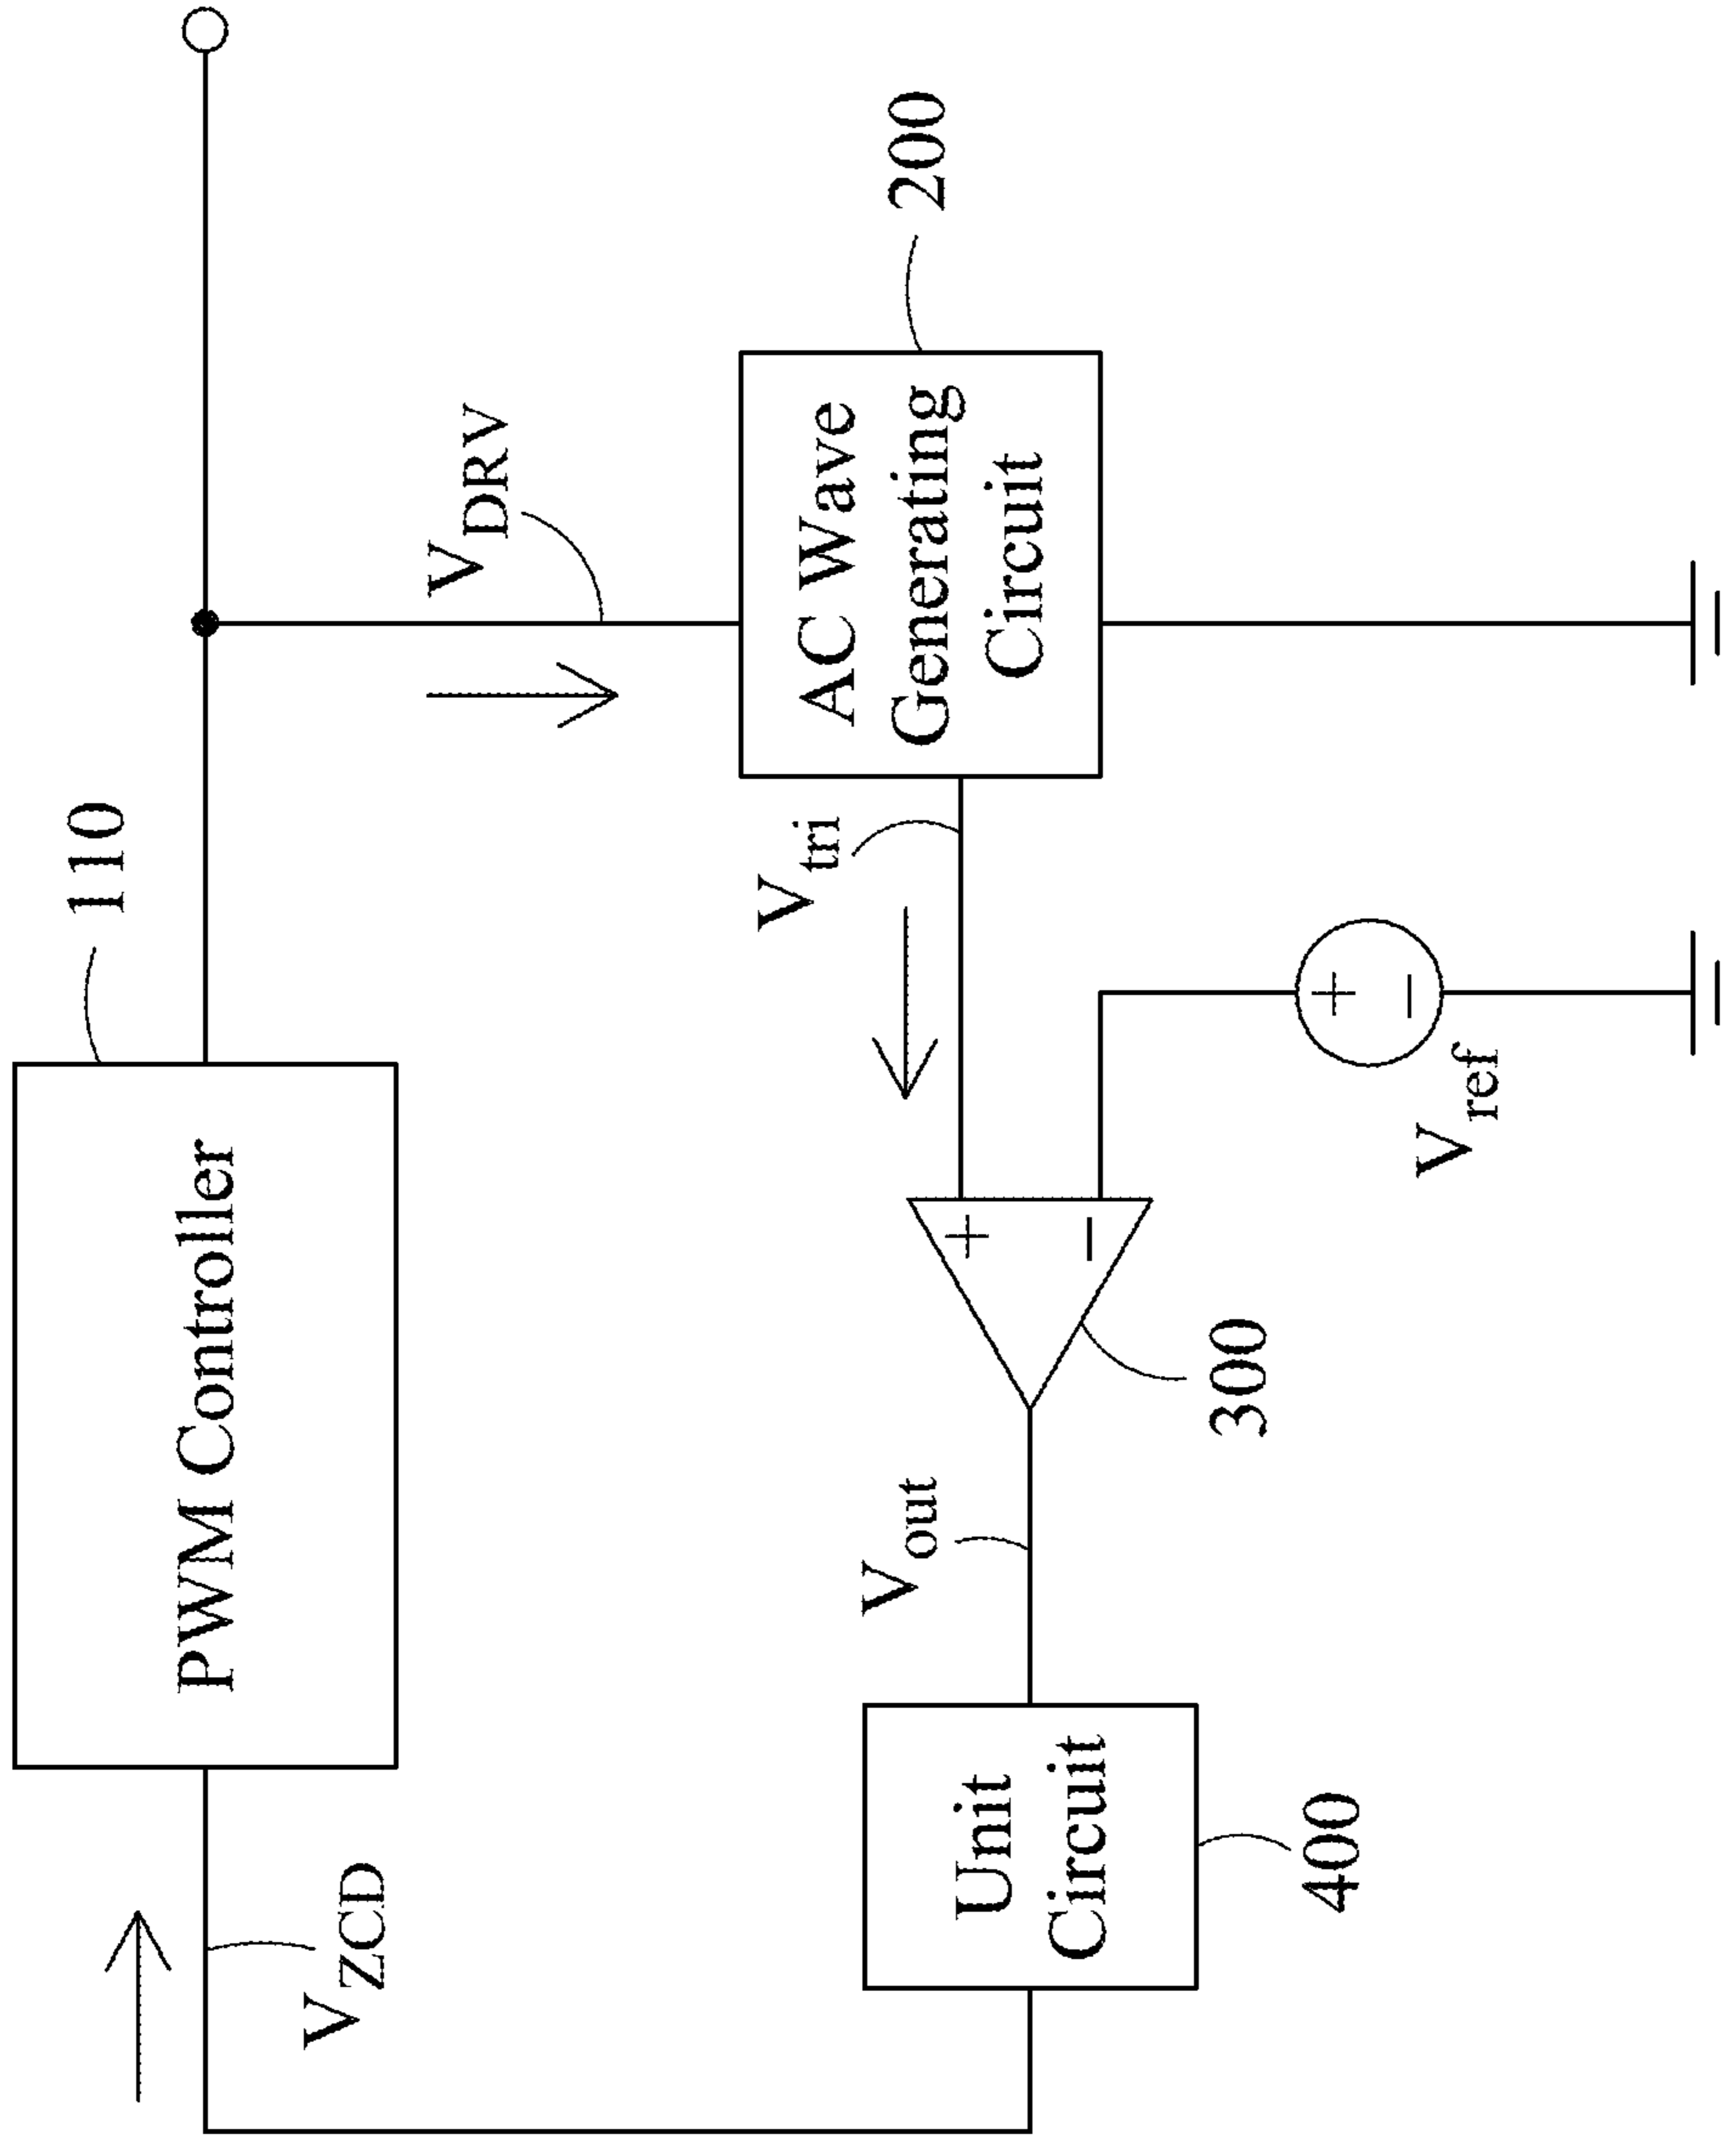 110
PWM Controller
VZCD
VDRV
200
AC Wave
Generating
Circuit
Vtri
+
−
300
Vout
Unit
Circuit
400
+
−
Vref